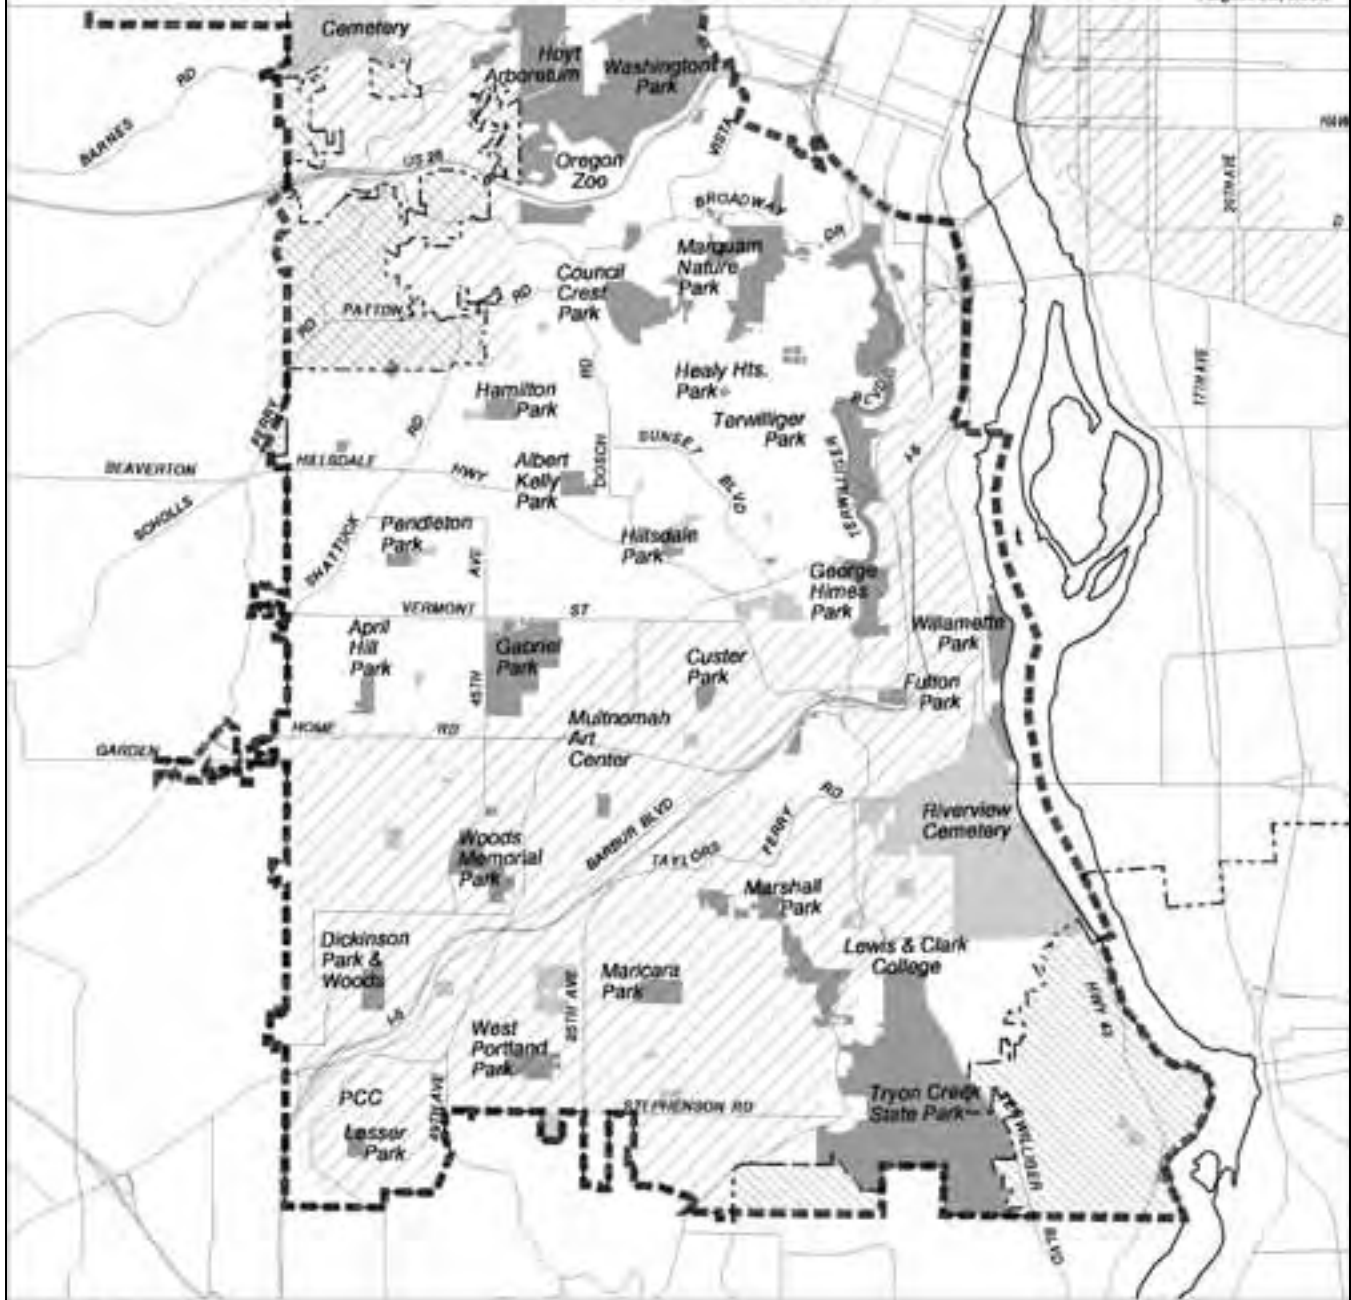 Cemetery
Hoyt
Arboretum
Washington
Park
RD
BARNES
US 26
VISTA
Oregon
Zoo
20TH AVE
BROADWAY
DR
Marquam
Nature
Park
Council
Crest
Park
RD
PATTON
RD
17TH AVE
Healy Hts.
Park
Hamilton
Park
RD
BLVD
Terwilliger
Park
FERRY
RD
SUNSET
I-5
HILLSDALE
BEAVERTON
HWY
Albert
Kelly
Park
DOSCH
BLVD
TERWILLIGER
SCHOLLS
Pendleton
Park
SHATTUCK
AVE
Hillsdale
Park
George
Himes
Park
VERMONT
ST
April
Hill
Park
Gabriel
Park
Willamette
Park
Custer
Park
45TH
Fulton
Park
HOME
RD
Multnomah
Art
Center
GARDEN
RD
Riverview
Cemetery
BARBUR BLVD
FERRY
TAYLORS
Woods
Memorial
Park
Marshall
Park
Dickinson
Park &
Woods
Lewis & Clark
College
Maricara
Park
35TH AVE
HWY 43
I-5
West
Portland
Park
PCC
49TH AVE
Tryon Creek
State Park
STEPHENSON RD
TERWILLIGER
Lesser
Park
BLVD